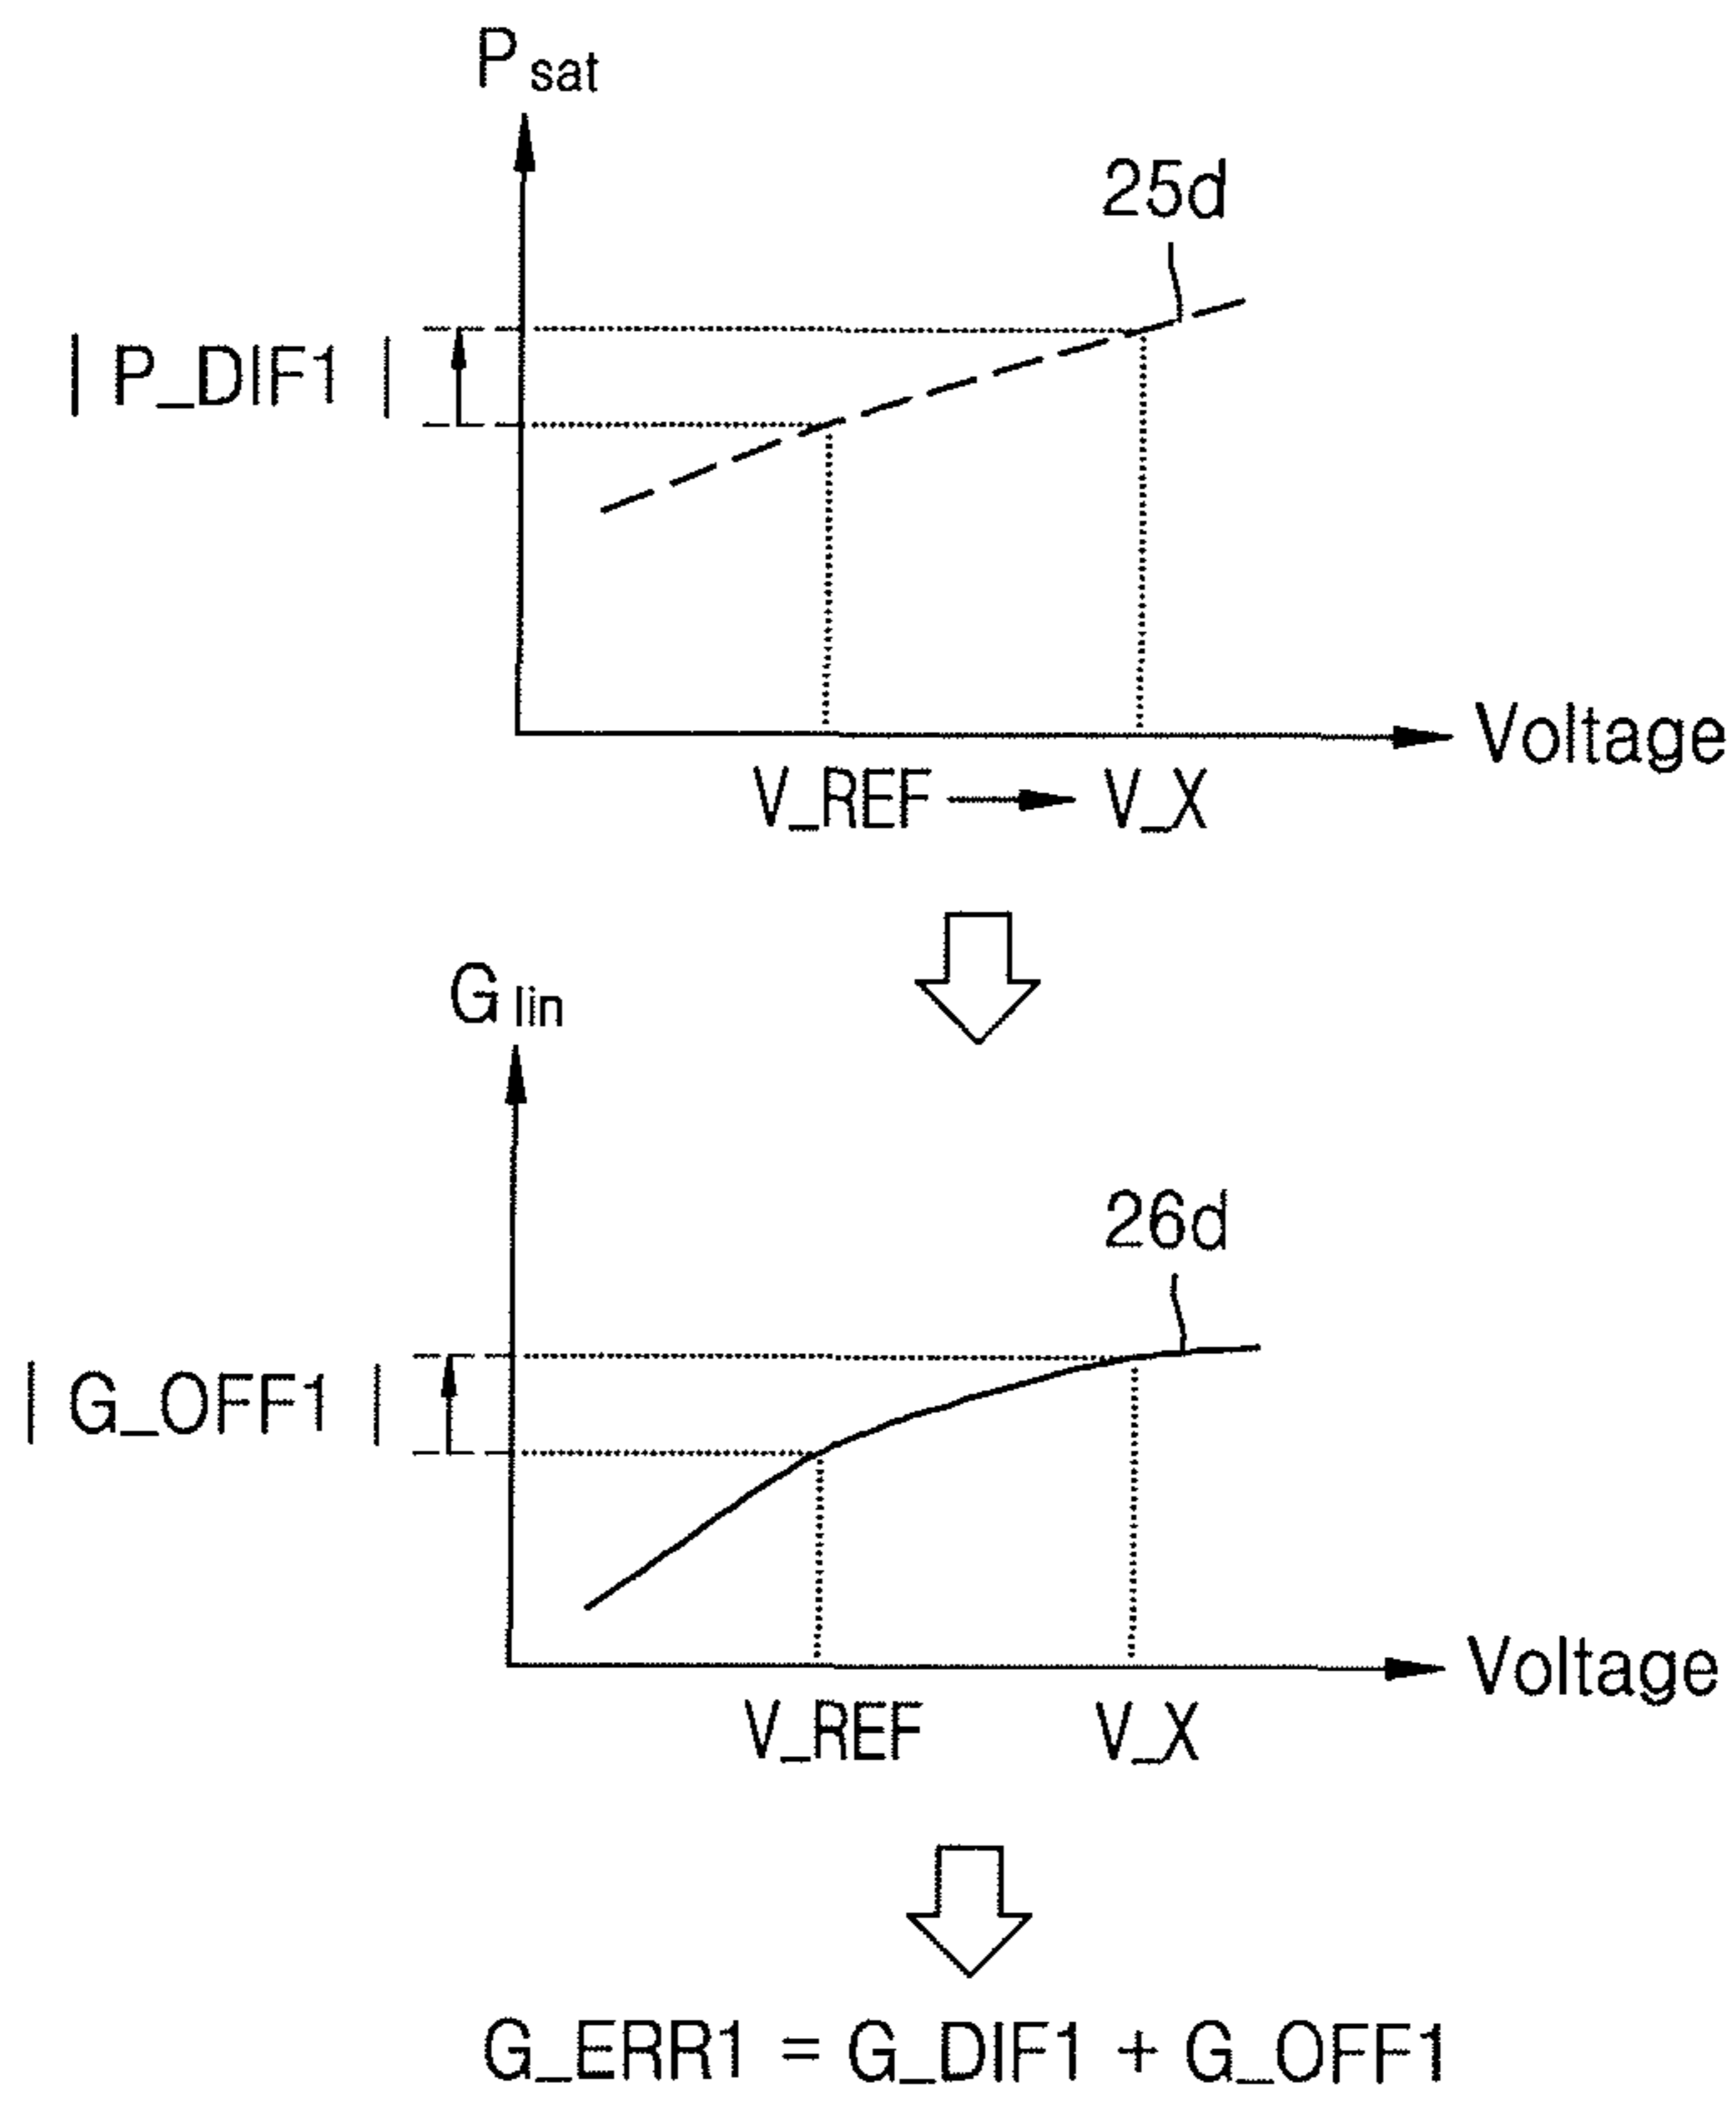 P sat
25d
| P_DIF1 |
Voltage
V_REF V_X
G lin
26d
| G_OFF1 |
Voltage
V_REF V_X
G_ERR1 = G_DIF1 + G_OFF1